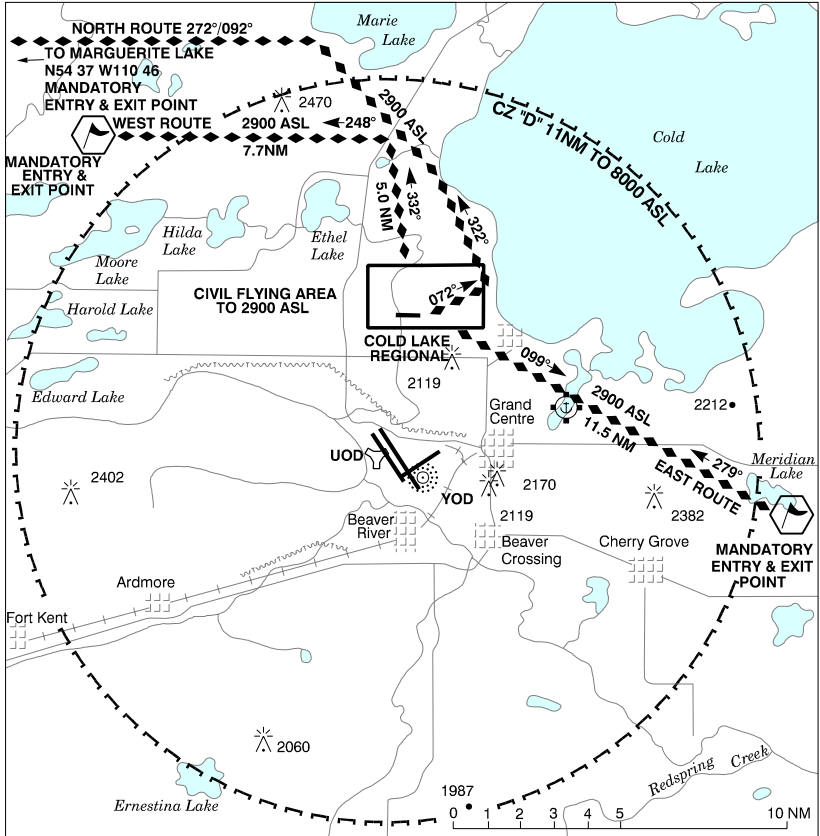 Marie
Lake
NORTH ROUTE 272°/092°
TO MARGUERITE LAKE
N54 37 W110 46
MANDATORY
ENTRY & EXIT POINT
2470
WEST ROUTE
2900 ASL
248°
7.7NM
2900 ASL
CZ "D" 11NM TO 8000 ASL
Cold
Lake
MANDATORY
ENTRY &
EXIT POINT
5.0 NM
332°
322°
Hilda
Lake
Ethel
Lake
Moore
Lake
Harold Lake
CIVIL FLYING AREA
TO 2900 ASL
072°
COLD LAKE
REGIONAL
099°
2119
Edward Lake
Grand
Centre
2900 ASL
11.5 NM
2212
279°
EAST ROUTE
Meridian
Lake
UOD
YOD
2402
2170
2119
2382
Beaver
River
Beaver
Crossing
Cherry Grove
MANDATORY
ENTRY & EXIT
POINT
Ardmore
Fort Kent
2060
Ernestina Lake
Redspring Creek
1987
0 1 2 3 4 5 10 NM